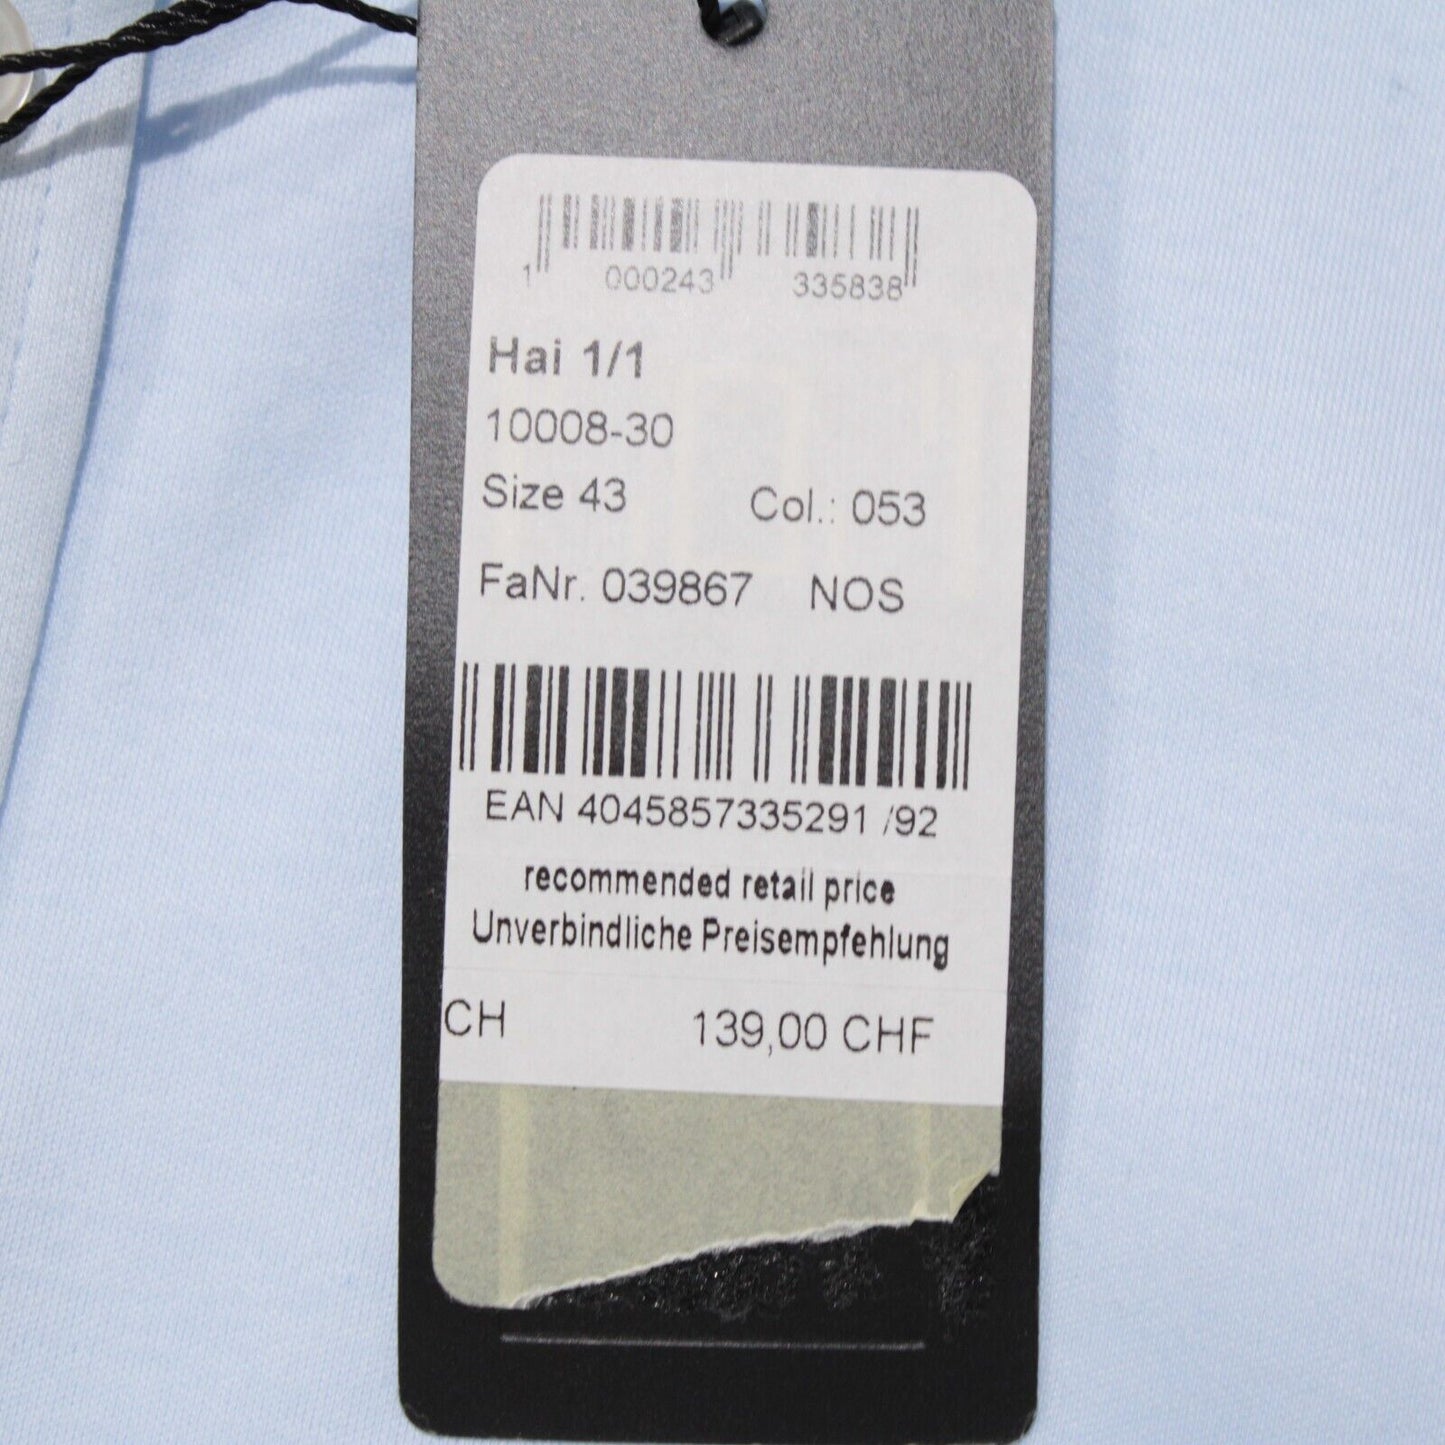 1 000243 335838
Hai 1/1
10008-30
Size 43 Col.: 053
FaNr. 039867 NOS
EAN 4045857335291 /92
recommended retail price
Unverbindliche Preisempfehlung
CH 139,00 CHF